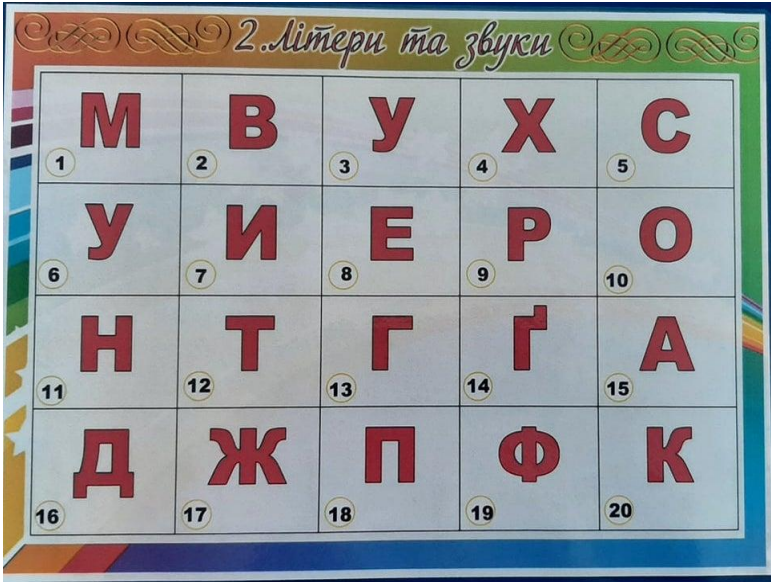 2.Літери та звуки
М В У Х С
1 2 3 4 5
У И Е Р О
6 7 8 9 10
Н Т Г Ґ А
11 12 13 14 15
Д Ж П Ф К
16 17 18 19 20